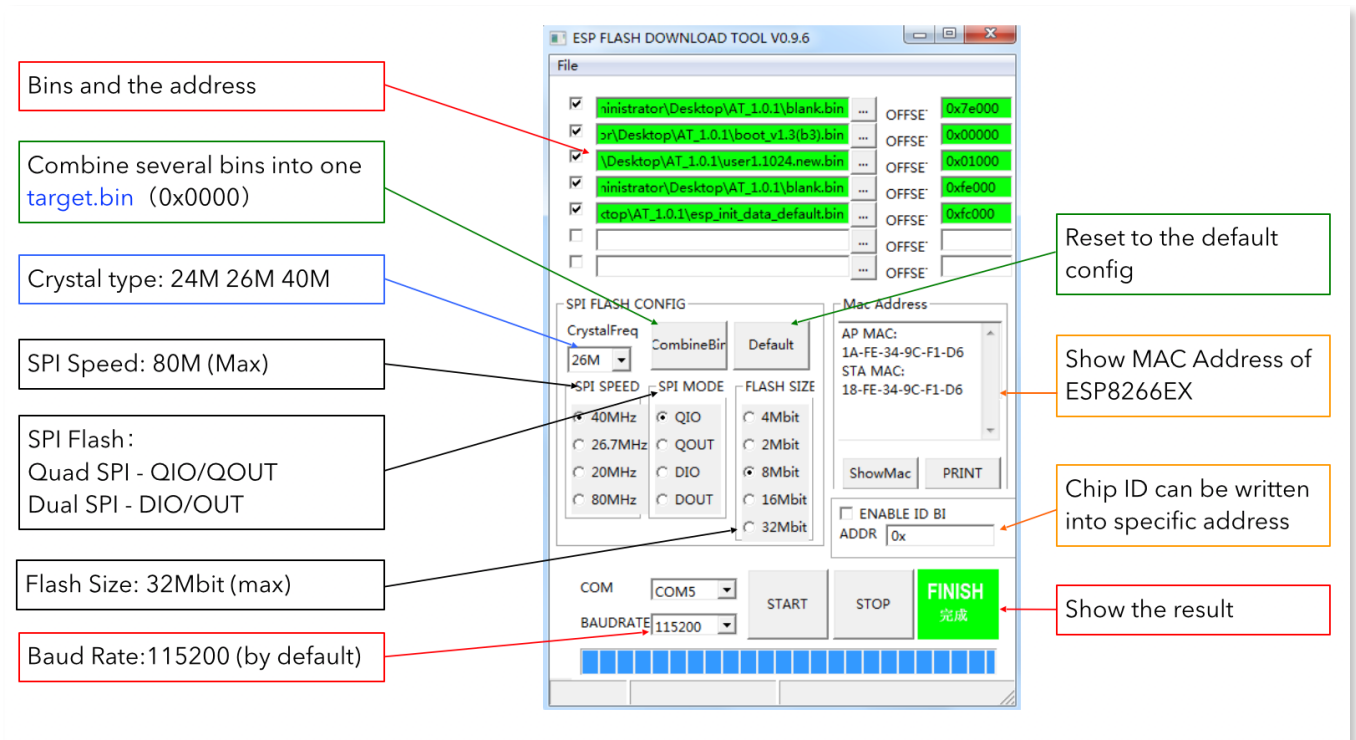 ESP FLASH DOWNLOAD TOOL V0.9.6
File
Bins and the address
ninistrator\Desktop\AT_1.0.1\blank.bin ... OFFSE 0x7e000
or\Desktop\AT_1.0.1\boot_v1.3(b3).bin ... OFFSE 0x00000
\Desktop\AT_1.0.1\user1.1024.new.bin ... OFFSE 0x01000
ninistrator\Desktop\AT_1.0.1\blank.bin ... OFFSE 0xfe000
ctop\AT_1.0.1\esp_init_data_default.bin ... OFFSE 0xfc000
... OFFSE
... OFFSE
Combine several bins into one
target.bin（0x0000）
Crystal type: 24M 26M 40M
SPI Speed: 80M (Max)
SPI Flash：
Quad SPI - QIO/QOUT
Dual SPI - DIO/OUT
Flash Size: 32Mbit (max)
Baud Rate:115200 (by default)
SPI FLASH CONFIG
CrystalFreq
26M
CombineBin
Default
SPI SPEED
40MHz
26.7MHz
20MHz
80MHz
SPI MODE
QIO
QOUT
DIO
DOUT
FLASH SIZE
4Mbit
2Mbit
8Mbit
16Mbit
32Mbit
Mac Address
AP MAC:
1A-FE-34-9C-F1-D6
STA MAC:
18-FE-34-9C-F1-D6
ShowMac
PRINT
ENABLE ID BI
ADDR 0x
COM COM5
BAUDRATE 115200
START
STOP
FINISH
完成
Reset to the default
config
Show MAC Address of
ESP8266EX
Chip ID can be written
into specific address
Show the result